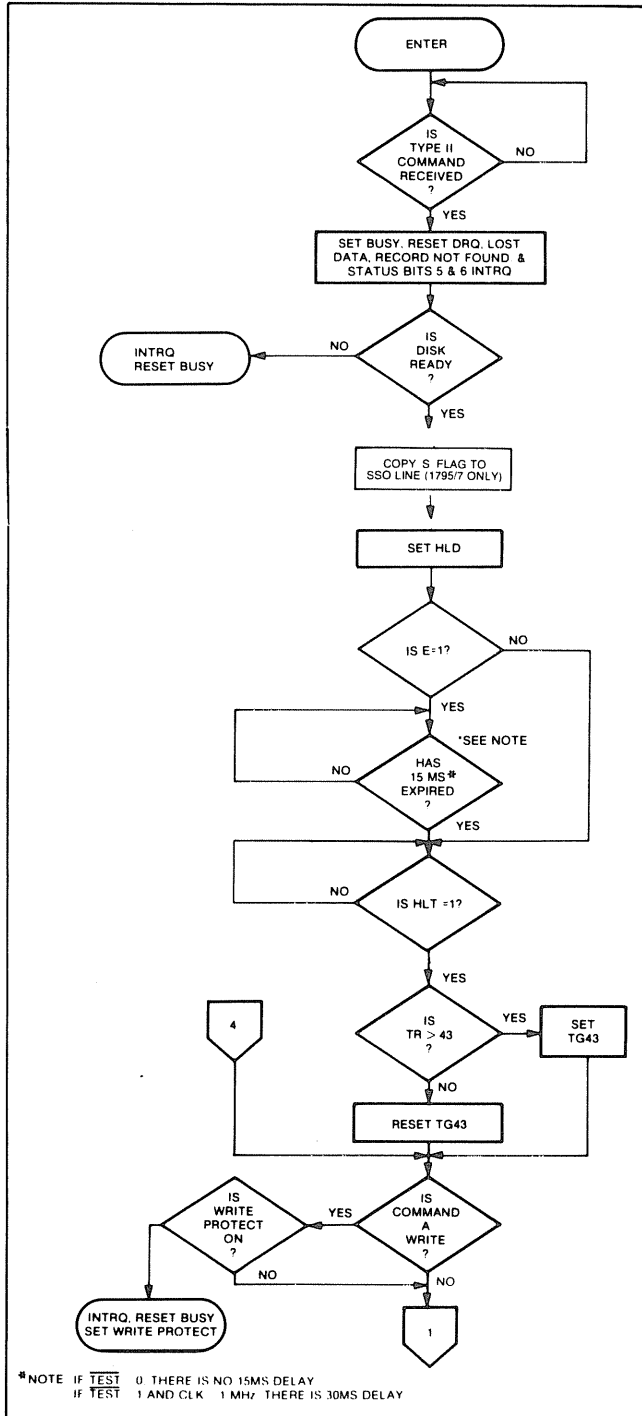 ENTER
IS
TYPE II
COMMAND
RECEIVED
?
NO
YES
SET BUSY, RESET DRQ, LOST
DATA, RECORD NOT FOUND &
STATUS BITS 5 & 6 INTRQ
IS
DISK
READY
?
NO
INTRQ
RESET BUSY
YES
COPY S FLAG TO
SSO LINE (1795/7 ONLY)
SET HLD
IS E=1?
NO
YES
*SEE NOTE
HAS
15 MS*
EXPIRED
?
NO
YES
IS HLT =1?
NO
YES
4
IS
TR > 43
?
YES
SET
TG43
NO
RESET TG43
IS
COMMAND
A
WRITE
?
YES
IS
WRITE
PROTECT
ON
?
NO
NO
INTRQ, RESET BUSY
SET WRITE PROTECT
1
*NOTE IF TEST 0 THERE IS NO 15MS DELAY
IF TEST 1 AND CLK 1 MHz THERE IS 30MS DELAY